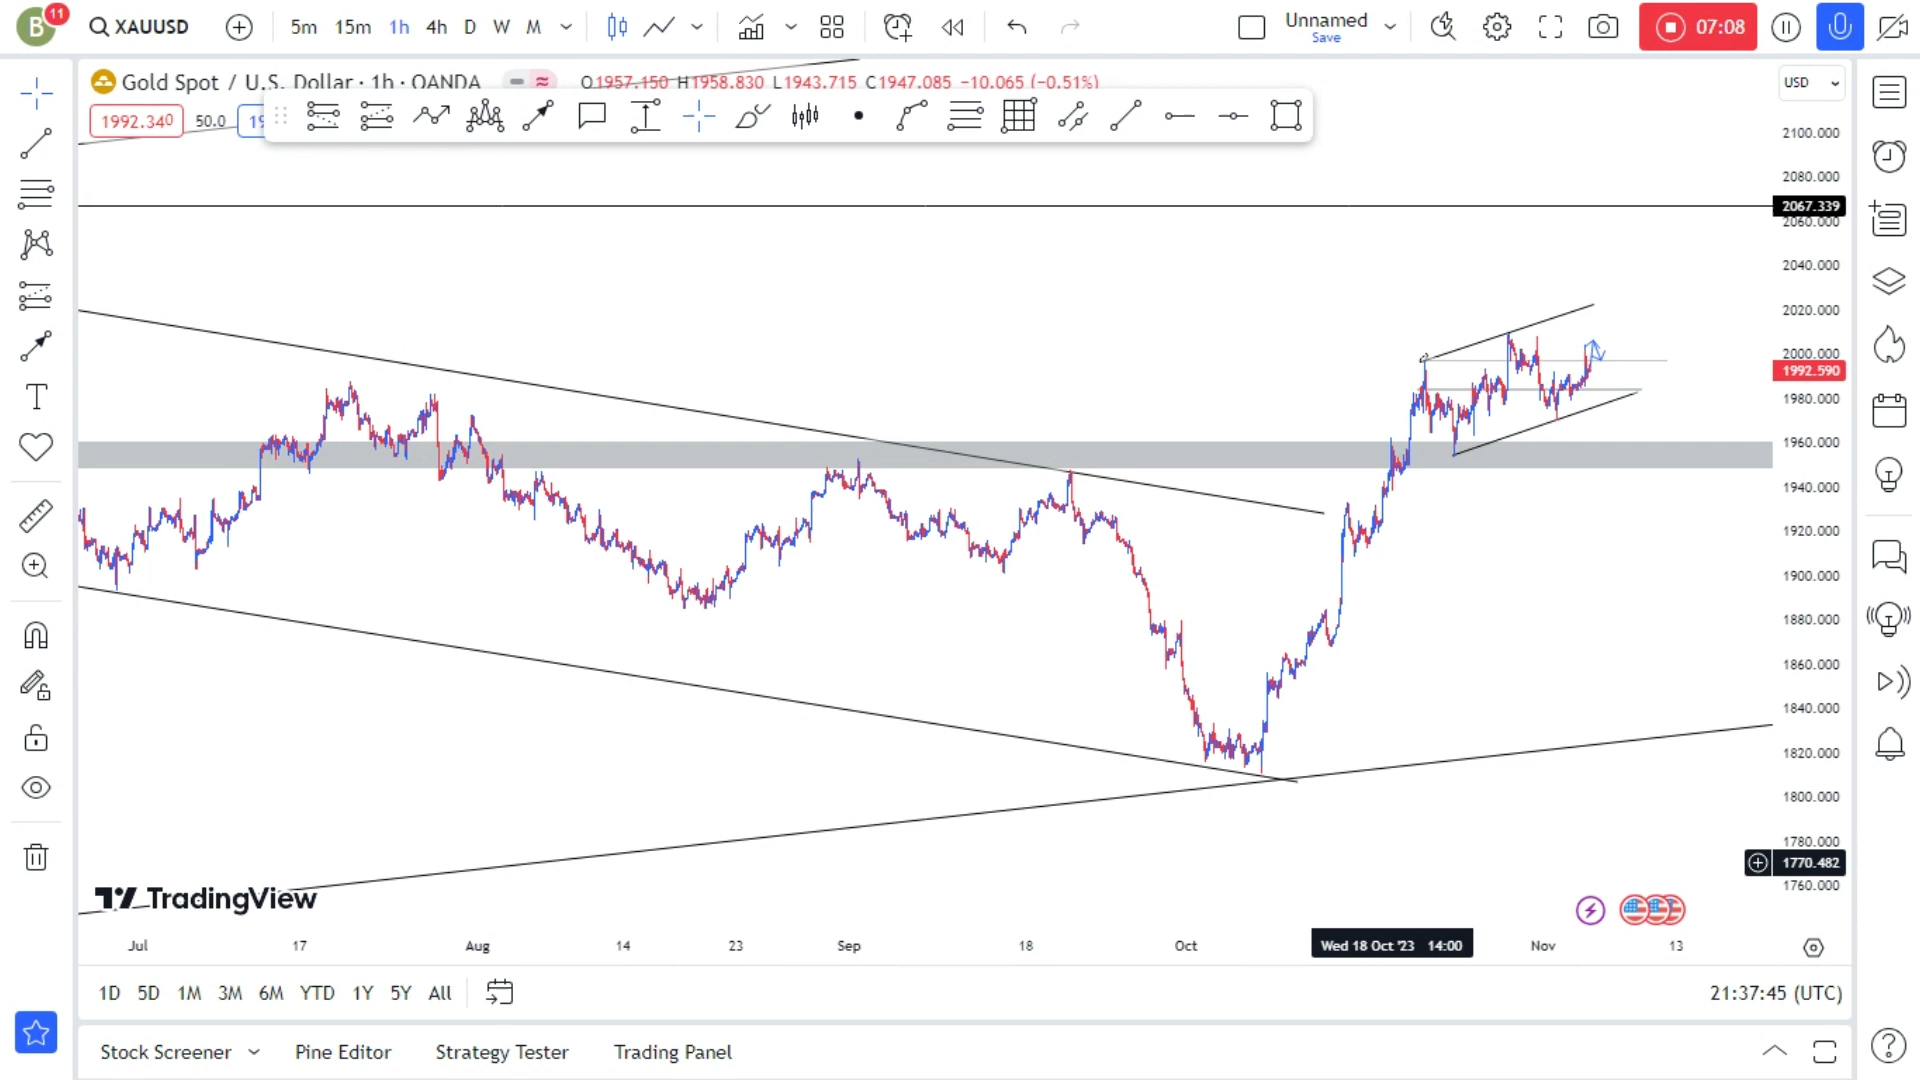 B
11
XAUUSD
5m 15m 1h 4h D W M
Unnamed
Save
07:08
Gold Spot / U.S. Dollar · 1h · OANDA
O1957.150 H1958.830 L1943.715 C1947.085 −10.065 (−0.51%)
USD
1992.340
50.0
2100.000
2080.000
2067.339
2060.000
2040.000
2020.000
2000.000
1992.590
1980.000
1960.000
1940.000
1920.000
1900.000
1880.000
1860.000
1840.000
1820.000
1800.000
1780.000
1770.482
1760.000
TradingView
Jul 17 Aug 14 23 Sep 18 Oct Wed 18 Oct '23 14:00 Nov 13
1D 5D 1M 3M 6M YTD 1Y 5Y All
21:37:45 (UTC)
Stock Screener Pine Editor Strategy Tester Trading Panel